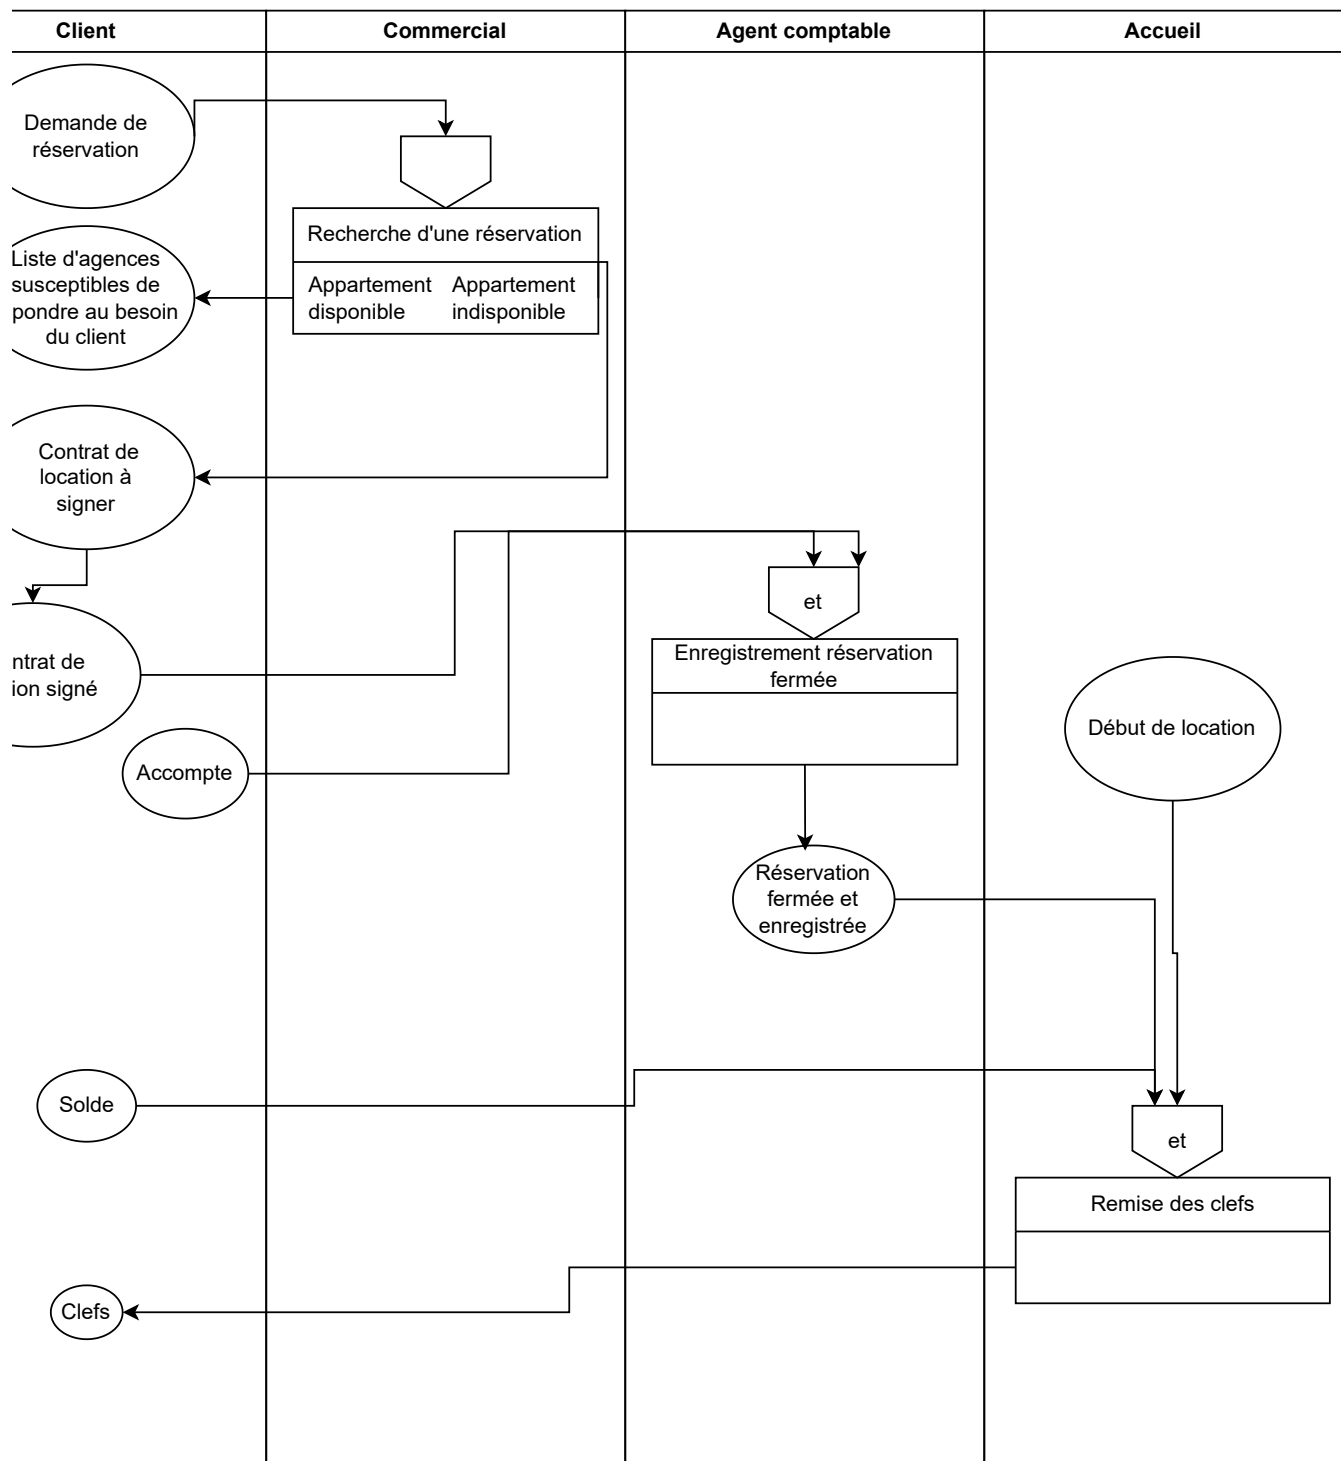 Client
Commercial
Agent comptable
Accueil
Demande de
réservation
Recherche d'une réservation
Appartement
disponible
Appartement
indisponible
Liste d'agences
susceptibles de
pondre au besoin
du client
Contrat de
location à
signer
et
Enregistrement réservation
fermée
ntrat de
ion signé
Accompte
Début de location
Réservation
fermée et
enregistrée
Solde
et
Remise des clefs
Clefs